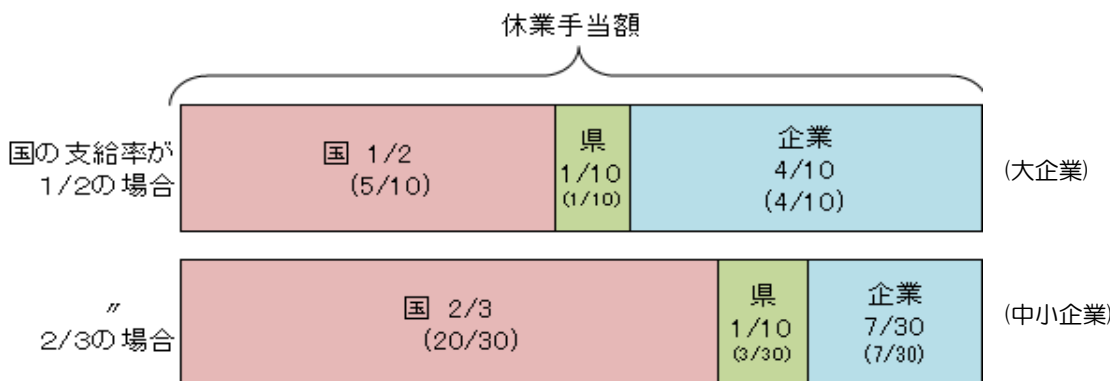 休業手当額
国の支給率が
1/2の場合
国 1/2
(5/10)
県
1/10
(1/10)
企業
4/10
(4/10)
(大企業)
〃
2/3の場合
国 2/3
(20/30)
県
1/10
(3/30)
企業
7/30
(7/30)
(中小企業)